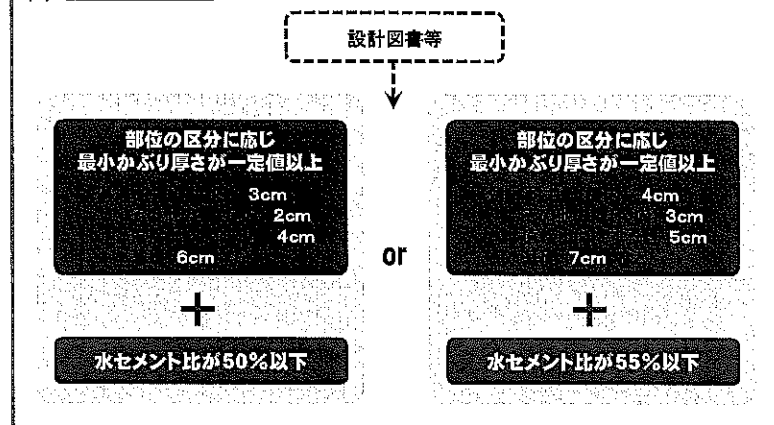 設計図書等
部位の区分に応じ
最小かぶり厚さが一定値以上
3cm
2cm
4cm
6cm
+
水セメント比が50%以下
or
部位の区分に応じ
最小かぶり厚さが一定値以上
4cm
3cm
5cm
7cm
+
水セメント比が55%以下